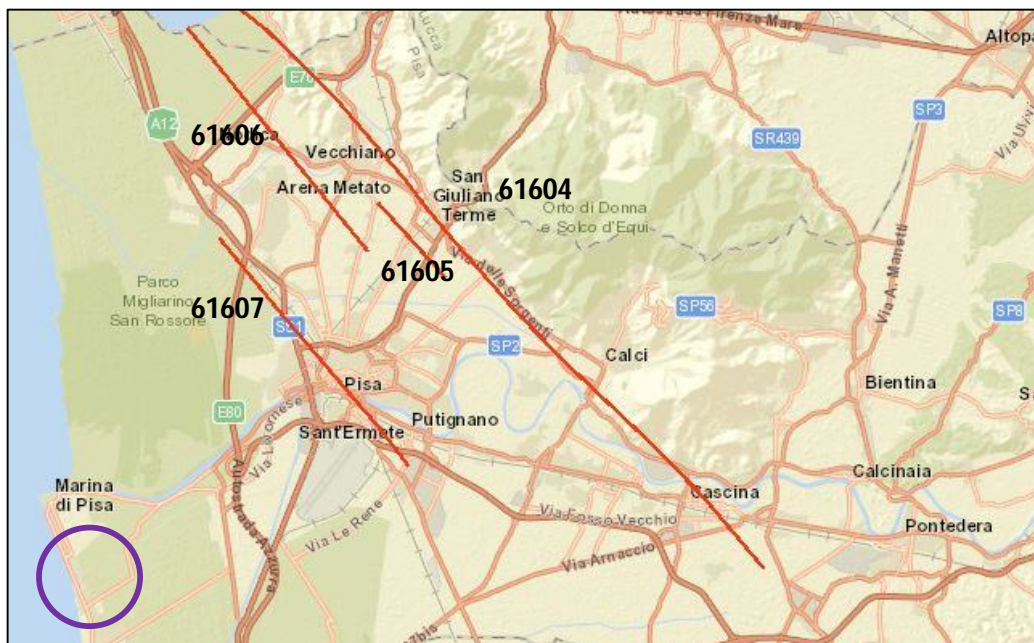 Autostrada Firenze Mare
Altopa
Lucca
Pisa
E70
SP3
A12
61606
SR439
Vecchiano
San
Giuliano
Terme
61604
Arena Metato
Orto di Donna
e Solco d'Equi
61605
Via delle Sorgenti
Via A. Manetti
Parco
Migliarino
San Rossore
61607
SP56
SP8
SP2
Calci
Pisa
Bientina
E80
Putignano
Sant'Ermete
Marina
di Pisa
Autostrada Azzurra
Cascina
Calcinaia
Via Fosso Vecchio
Pontedera
Via Le Rene
Via Arnaccio